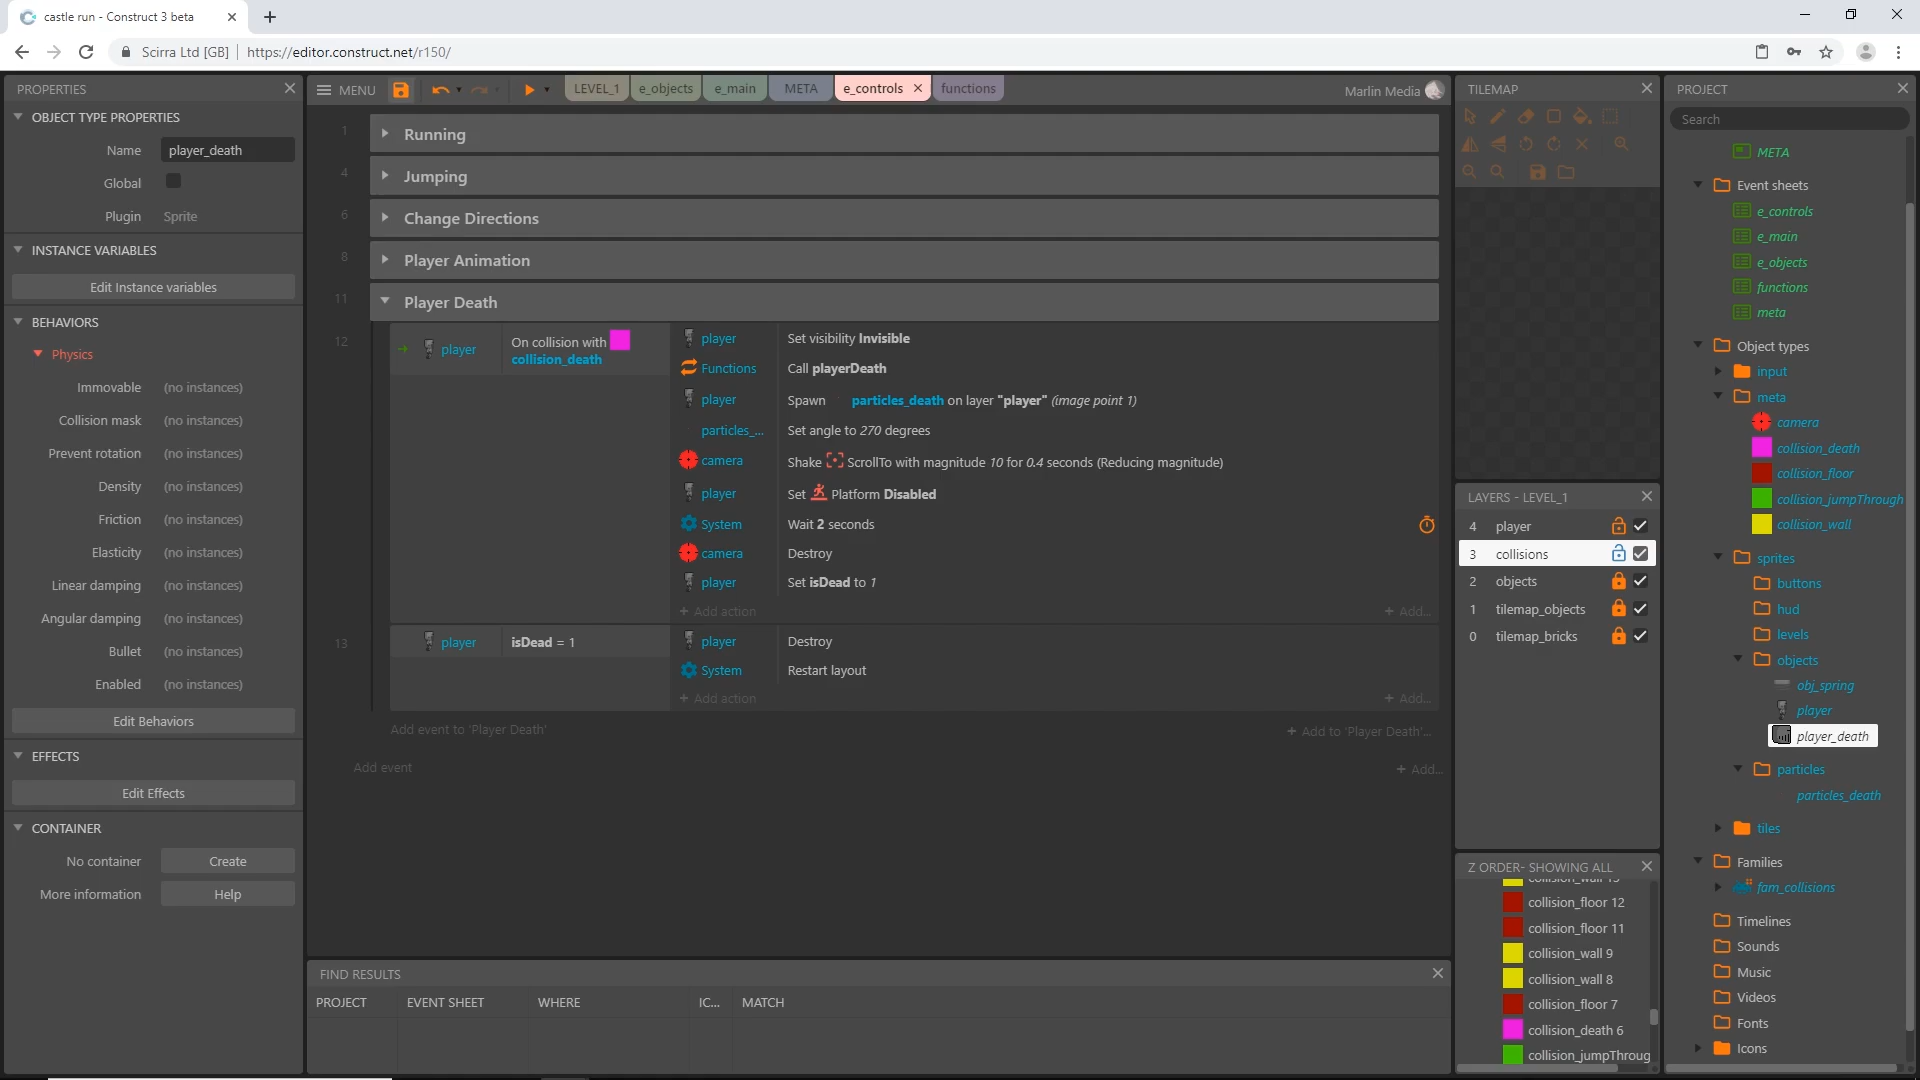 castle run - Construct 3 beta
Scirra Ltd [GB] | https://editor.construct.net/r150/
PROPERTIES
OBJECT TYPE PROPERTIES
Name player_death
Global
Plugin Sprite
INSTANCE VARIABLES
Edit Instance variables
BEHAVIORS
Physics
Immovable (no instances)
Collision mask (no instances)
Prevent rotation (no instances)
Density (no instances)
Friction (no instances)
Elasticity (no instances)
Linear damping (no instances)
Angular damping (no instances)
Bullet (no instances)
Enabled (no instances)
Edit Behaviors
EFFECTS
Edit Effects
CONTAINER
No container Create
More information Help
MENU LEVEL_1 e_objects e_main META e_controls functions Marlin Media
1 Running
4 Jumping
6 Change Directions
8 Player Animation
11 Player Death
12 player On collision with collision_death
player Set visibility Invisible
Functions Call playerDeath
player Spawn particles_death on layer "player" (image point 1)
particles_... Set angle to 270 degrees
camera Shake ScrollTo with magnitude 10 for 0.4 seconds (Reducing magnitude)
player Set Platform Disabled
System Wait 2 seconds
camera Destroy
player Set isDead to 1
+ Add action + Add...
13 player isDead = 1 player Destroy
System Restart layout
+ Add action + Add...
Add event to 'Player Death' + Add to 'Player Death'...
Add event + Add...
FIND RESULTS
PROJECT EVENT SHEET WHERE IC... MATCH
TILEMAP
LAYERS - LEVEL_1
4 player
3 collisions
2 objects
1 tilemap_objects
0 tilemap_bricks
Z ORDER- SHOWING ALL
collision_floor 12
collision_floor 11
collision_wall 9
collision_wall 8
collision_floor 7
collision_death 6
collision_jumpThroug
PROJECT
Search
META
Event sheets
e_controls
e_main
e_objects
functions
meta
Object types
input
meta
camera
collision_death
collision_floor
collision_jumpThrough
collision_wall
sprites
buttons
hud
levels
objects
obj_spring
player
player_death
particles
particles_death
tiles
Families
fam_collisions
Timelines
Sounds
Music
Videos
Fonts
Icons